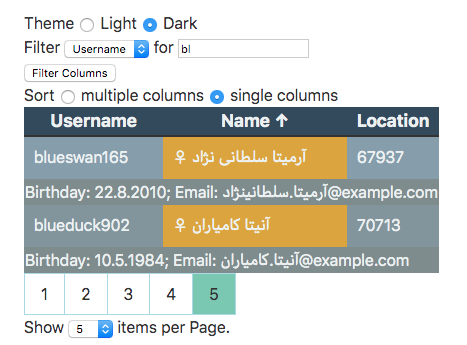 Theme Light Dark
Filter Username for bl
Filter Columns
Sort multiple columns single columns
Username Name ↑ Location
blueswan165 ♀ آرمیتا سلطانی نژاد 67937
Birthday: 22.8.2010; Email: آرمیتا.سلطانینژاد@example.com
blueduck902 ♀ آنیتا کامیاران 70713
Birthday: 10.5.1984; Email: آنیتا.کامیاران@example.com
1 2 3 4 5
Show 5 items per Page.